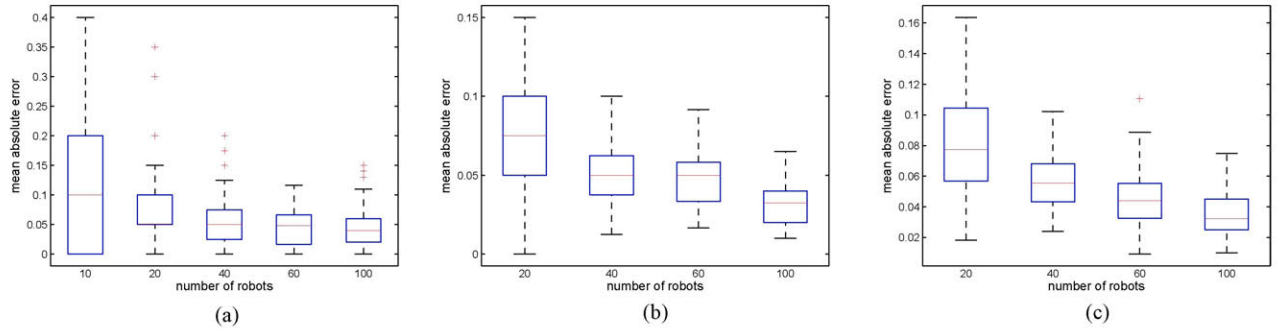 mean absolute error
0.4
0.35
0.3
0.25
0.2
0.15
0.1
0.05
0
10 20 40 60 100
number of robots
(a)
mean absolute error
0.15
0.1
0.05
0
20 40 60 100
number of robots
(b)
mean absolute error
0.16
0.14
0.12
0.1
0.08
0.06
0.04
0.02
20 40 60 100
number of robots
(c)